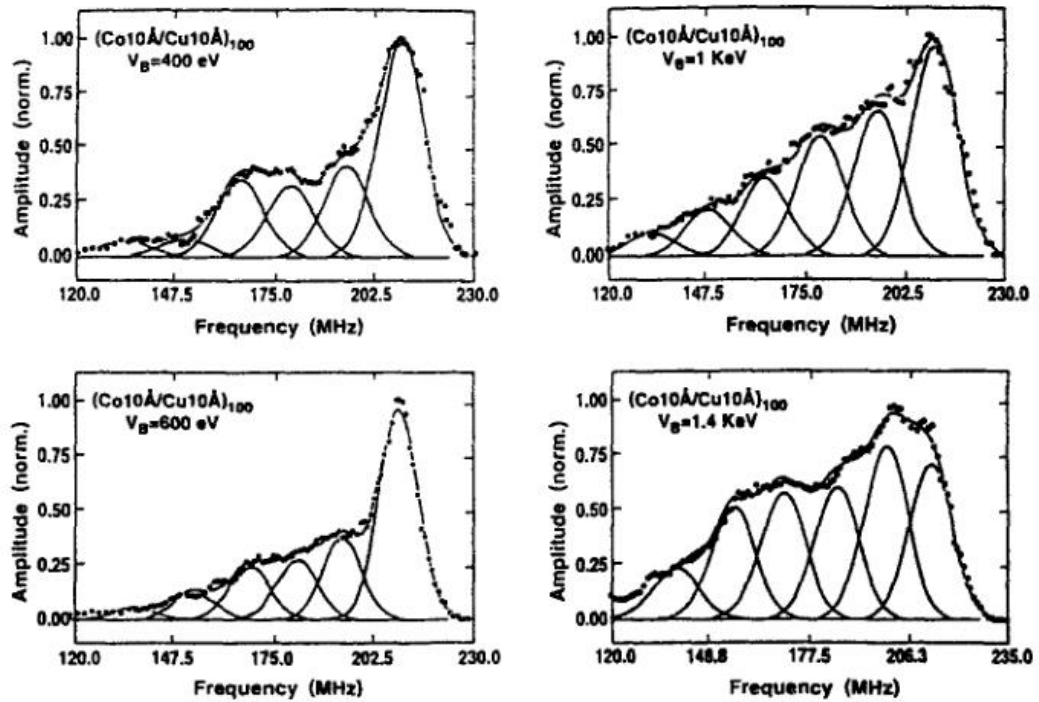 (Co10Å/Cu10Å)100
VB=400 eV
Amplitude (norm.)
1.00
0.75
0.50
0.25
0.00
120.0 147.5 175.0 202.5 230.0
Frequency (MHz)
(Co10Å/Cu10Å)100
VB=1 KeV
Amplitude (norm.)
1.00
0.75
0.50
0.25
0.00
120.0 147.5 175.0 202.5 230.0
Frequency (MHz)
(Co10Å/Cu10Å)100
VB=600 eV
Amplitude (norm.)
1.00
0.75
0.50
0.25
0.00
120.0 147.5 175.0 202.5 230.0
Frequency (MHz)
(Co10Å/Cu10Å)100
VB=1.4 KeV
Amplitude (norm.)
1.00
0.75
0.50
0.25
0.00
120.0 148.8 177.5 206.3 235.0
Frequency (MHz)